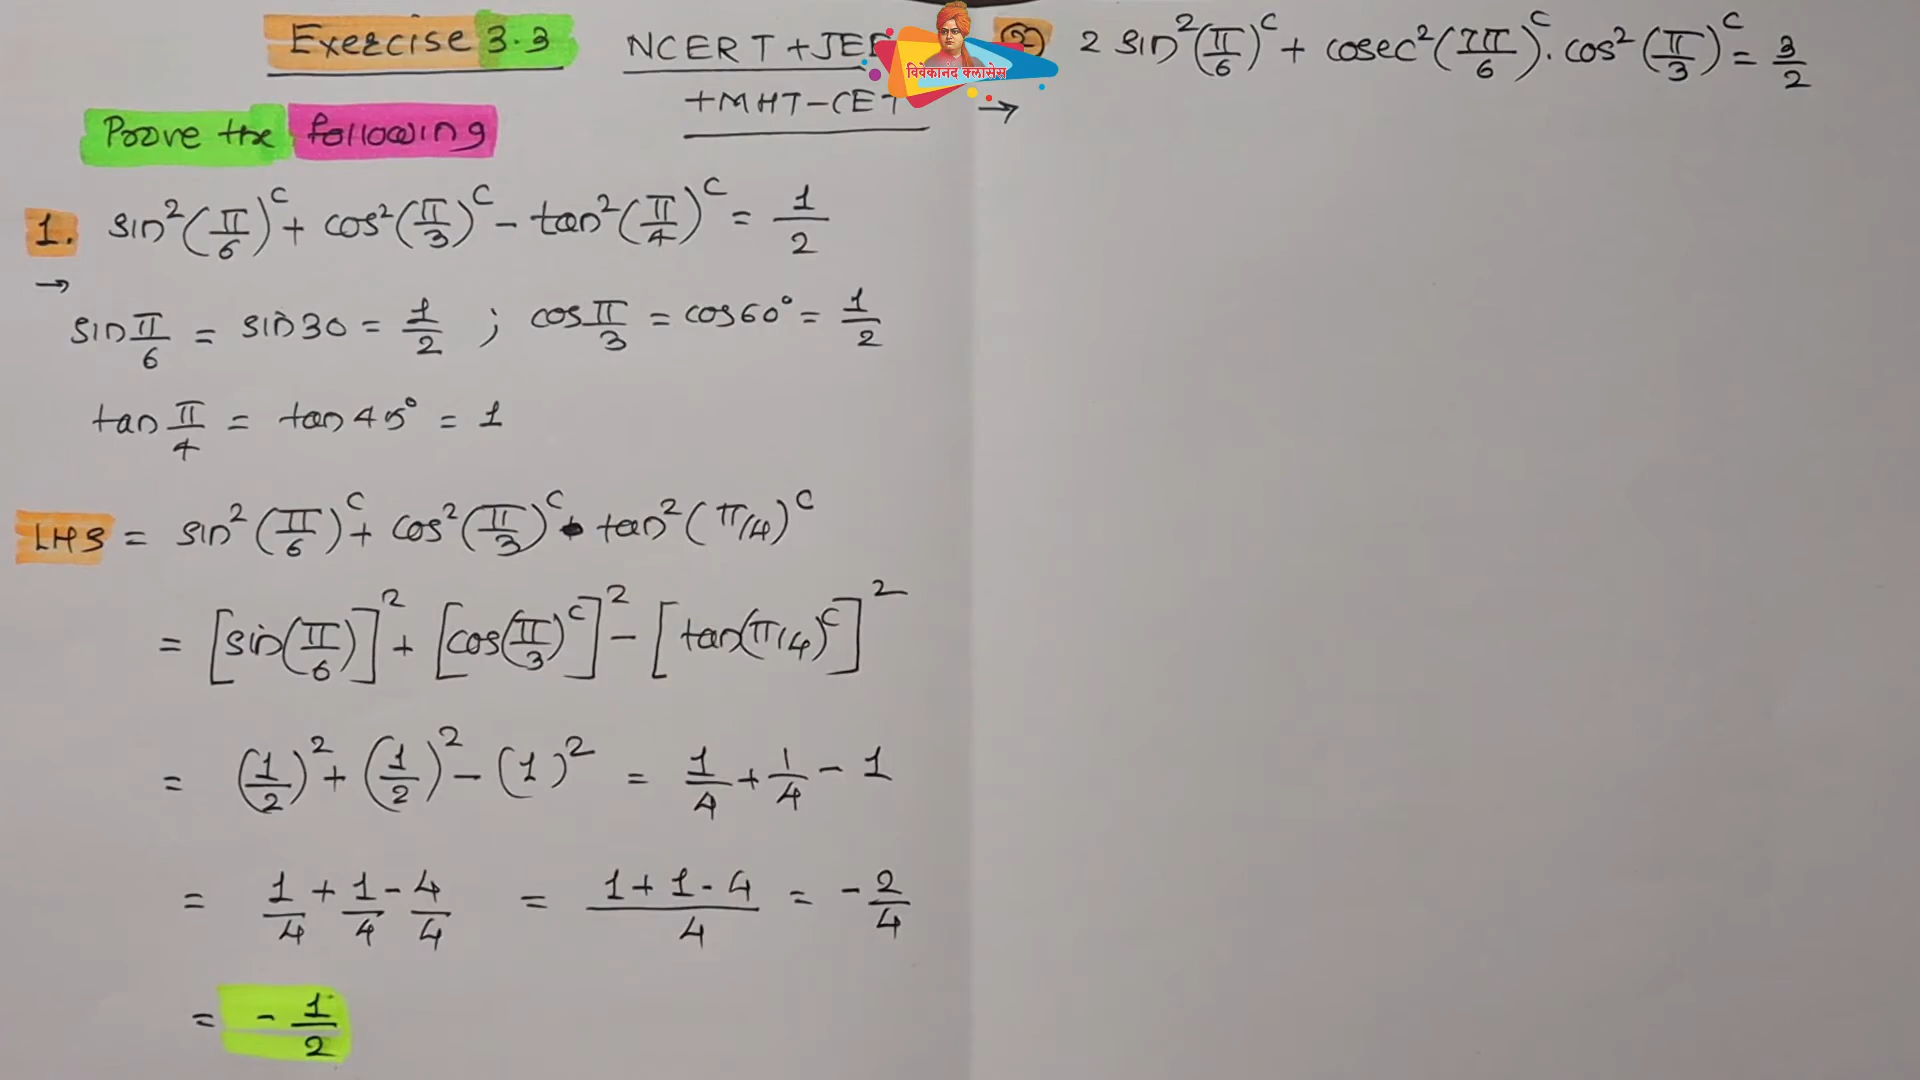 Exercise 3.3
NCERT + JEE
+ MHT-CET
विवेकानंद क्लासेस
Prove the following
1. sin²(π/6)ᶜ + cos²(π/3)ᶜ - tan²(π/4)ᶜ = 1/2
→
sin π/6 = sin 30 = 1/2 ; cos π/3 = cos 60° = 1/2
tan π/4 = tan 45° = 1
LHS = sin²(π/6)ᶜ + cos²(π/3)ᶜ - tan²(π/4)ᶜ
= [sin(π/6)]² + [cos(π/3)ᶜ]² - [tan(π/4)ᶜ]²
= (1/2)² + (1/2)² - (1)² = 1/4 + 1/4 - 1
= 1/4 + 1/4 - 4/4 = (1+1-4)/4 = -2/4
= -1/2
2) 2 sin²(π/6)ᶜ + cosec²(7π/6)ᶜ . cos²(π/3)ᶜ = 3/2
→